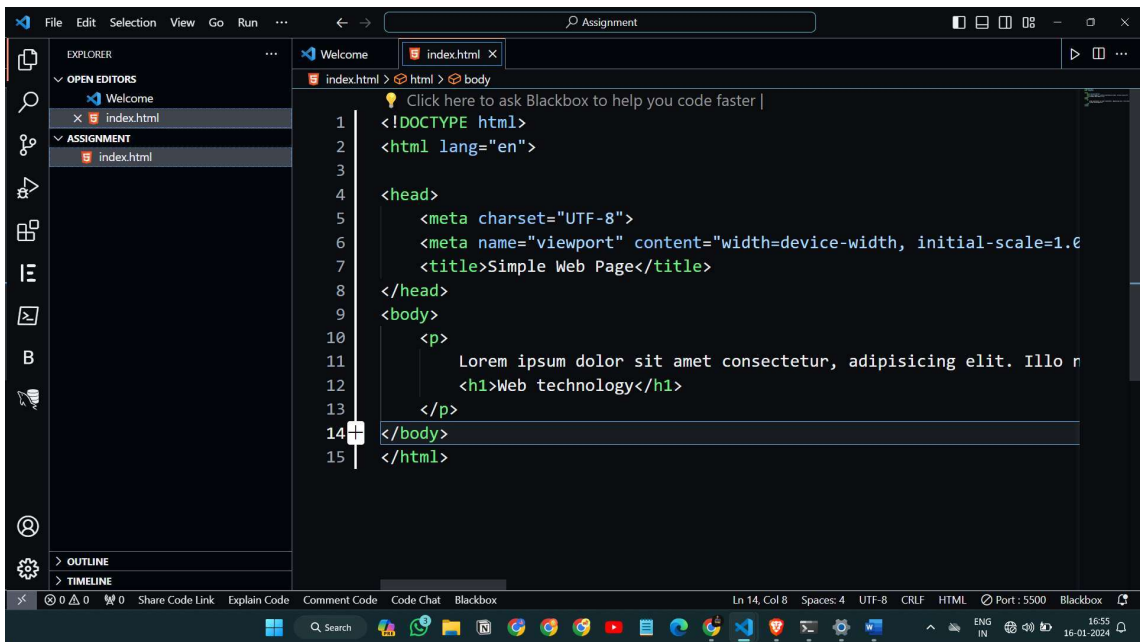 File Edit Selection View Go Run ··· Assignment
EXPLORER ···
OPEN EDITORS
Welcome
index.html
ASSIGNMENT
index.html
OUTLINE
TIMELINE
Welcome index.html
index.html > html > body
Click here to ask Blackbox to help you code faster |
1 <!DOCTYPE html>
2 <html lang="en">
3
4 <head>
5 <meta charset="UTF-8">
6 <meta name="viewport" content="width=device-width, initial-scale=1.0
7 <title>Simple Web Page</title>
8 </head>
9 <body>
10 <p>
11 Lorem ipsum dolor sit amet consectetur, adipisicing elit. Illo n
12 <h1>Web technology</h1>
13 </p>
14 </body>
15 </html>
0 0 0 Share Code Link Explain Code Comment Code Code Chat Blackbox Ln 14, Col 8 Spaces: 4 UTF-8 CRLF HTML Port : 5500 Blackbox
Search ENG 16:55
IN 16-01-2024